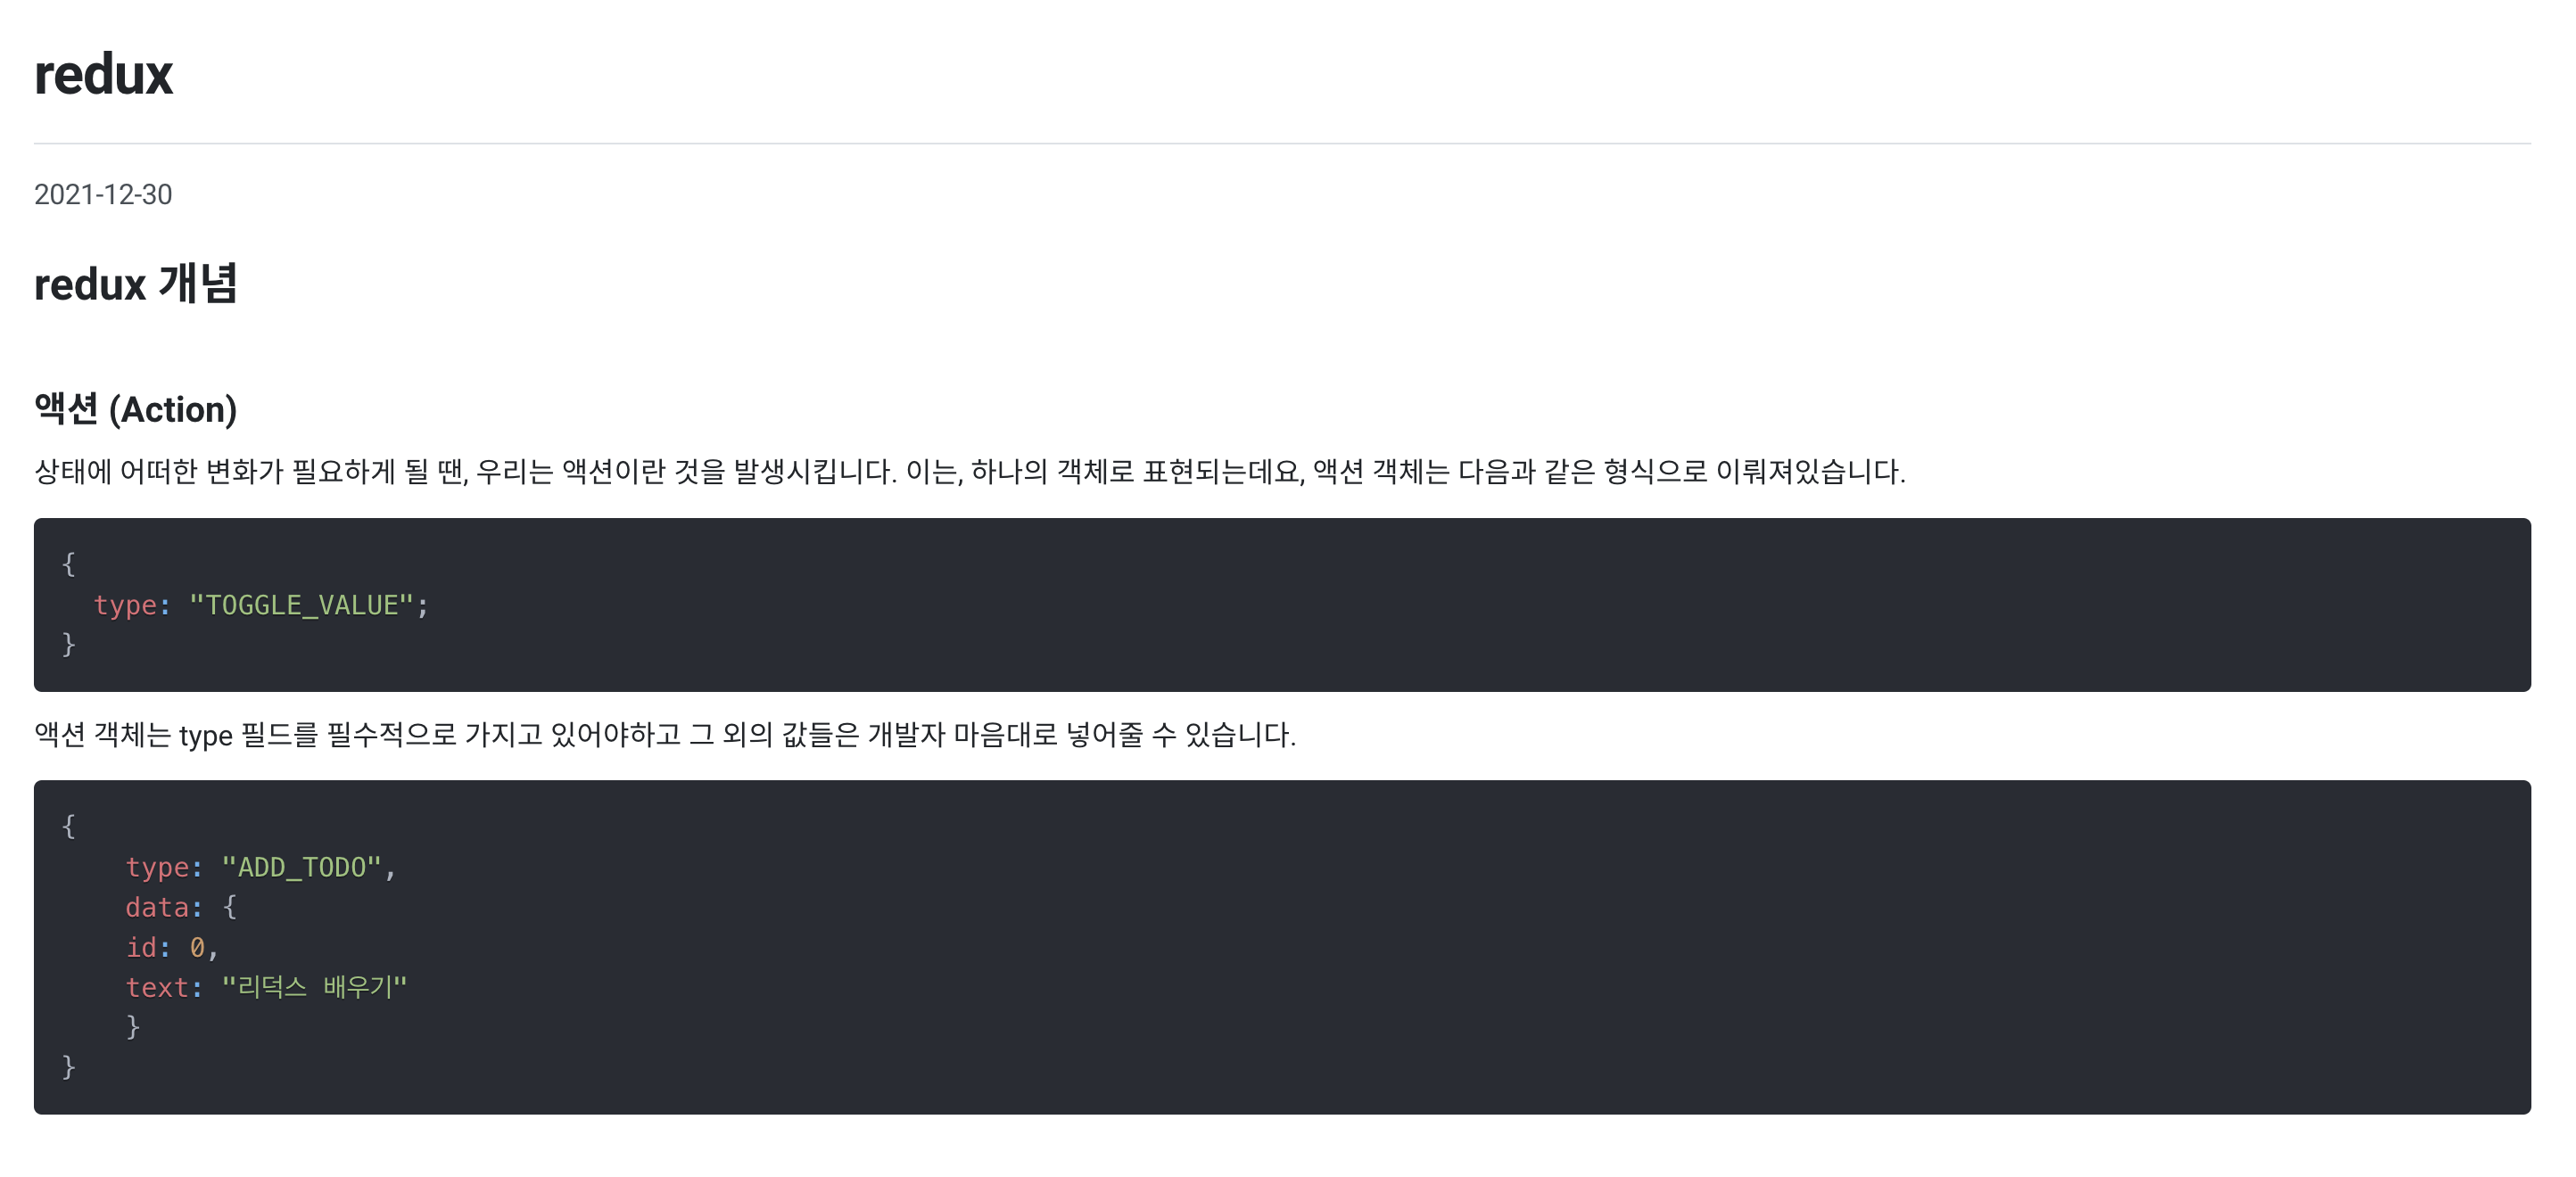 redux
2021-12-30
redux 개념
액션 (Action)
상태에 어떠한 변화가 필요하게 될 땐, 우리는 액션이란 것을 발생시킵니다. 이는, 하나의 객체로 표현되는데요, 액션 객체는 다음과 같은 형식으로 이뤄져있습니다.
{
  type: "TOGGLE_VALUE";
}
액션 객체는 type 필드를 필수적으로 가지고 있어야하고 그 외의 값들은 개발자 마음대로 넣어줄 수 있습니다.
{
    type: "ADD_TODO",
    data: {
    id: 0,
    text: "리덕스 배우기"
    }
}